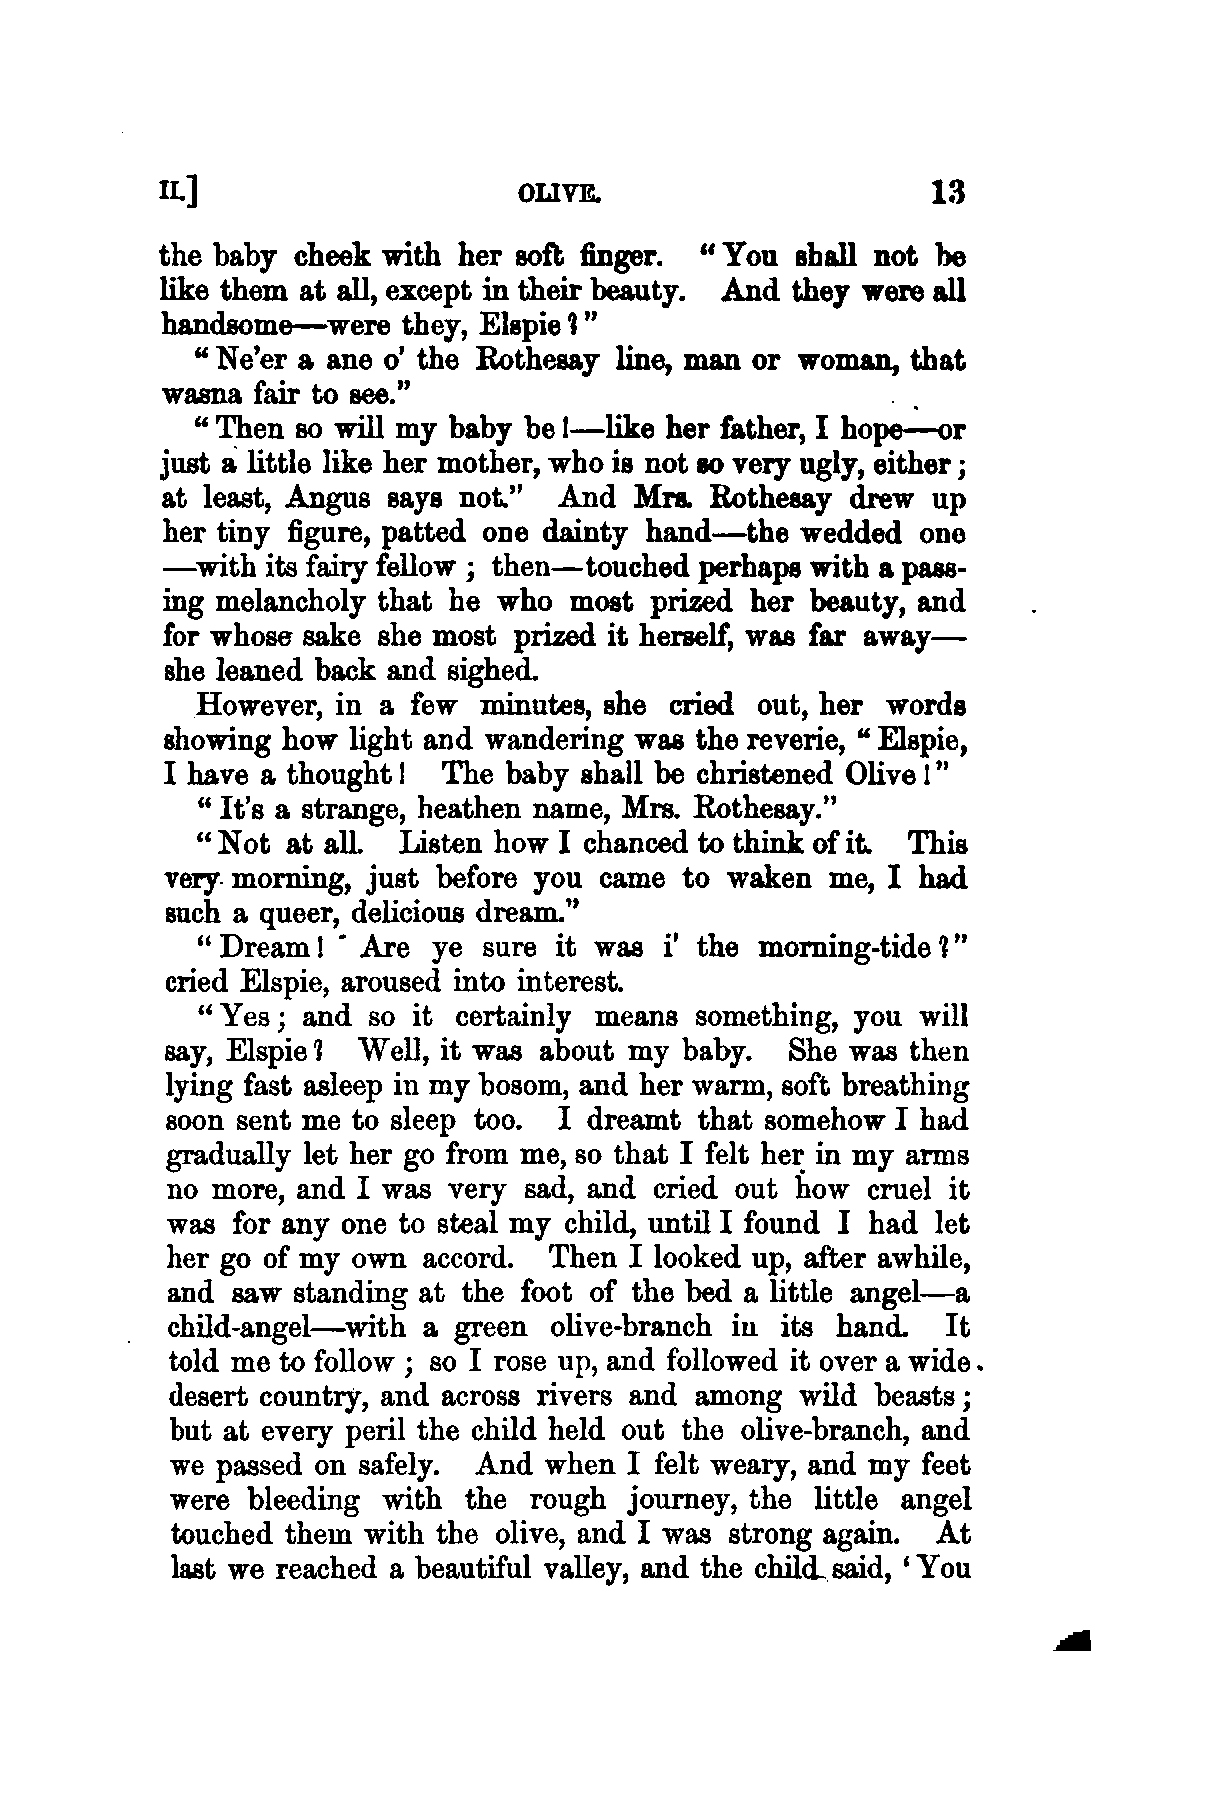 II.] OLIVE. 13
the baby cheek with her soft finger. “You shall not be
like them at all, except in their beauty. And they were all
handsome—were they, Elspie?”
“Ne’er a ane o’ the Rothesay line, man or woman, that
wasna fair to see.”
“Then so will my baby be!—like her father, I hope—or
just a little like her mother, who is not so very ugly, either;
at least, Angus says not.” And Mrs. Rothesay drew up
her tiny figure, patted one dainty hand—the wedded one
—with its fairy fellow; then—touched perhaps with a pass-
ing melancholy that he who most prized her beauty, and
for whose sake she most prized it herself, was far away—
she leaned back and sighed.
However, in a few minutes, she cried out, her words
showing how light and wandering was the reverie, “Elspie,
I have a thought! The baby shall be christened Olive!”
“It’s a strange, heathen name, Mrs. Rothesay.”
“Not at all. Listen how I chanced to think of it. This
very morning, just before you came to waken me, I had
such a queer, delicious dream.”
“Dream! Are ye sure it was i’ the morning-tide?”
cried Elspie, aroused into interest.
“Yes; and so it certainly means something, you will
say, Elspie? Well, it was about my baby. She was then
lying fast asleep in my bosom, and her warm, soft breathing
soon sent me to sleep too. I dreamt that somehow I had
gradually let her go from me, so that I felt her in my arms
no more, and I was very sad, and cried out how cruel it
was for any one to steal my child, until I found I had let
her go of my own accord. Then I looked up, after awhile,
and saw standing at the foot of the bed a little angel—a
child-angel—with a green olive-branch in its hand. It
told me to follow; so I rose up, and followed it over a wide
desert country, and across rivers and among wild beasts;
but at every peril the child held out the olive-branch, and
we passed on safely. And when I felt weary, and my feet
were bleeding with the rough journey, the little angel
touched them with the olive, and I was strong again. At
last we reached a beautiful valley, and the child said, ‘You